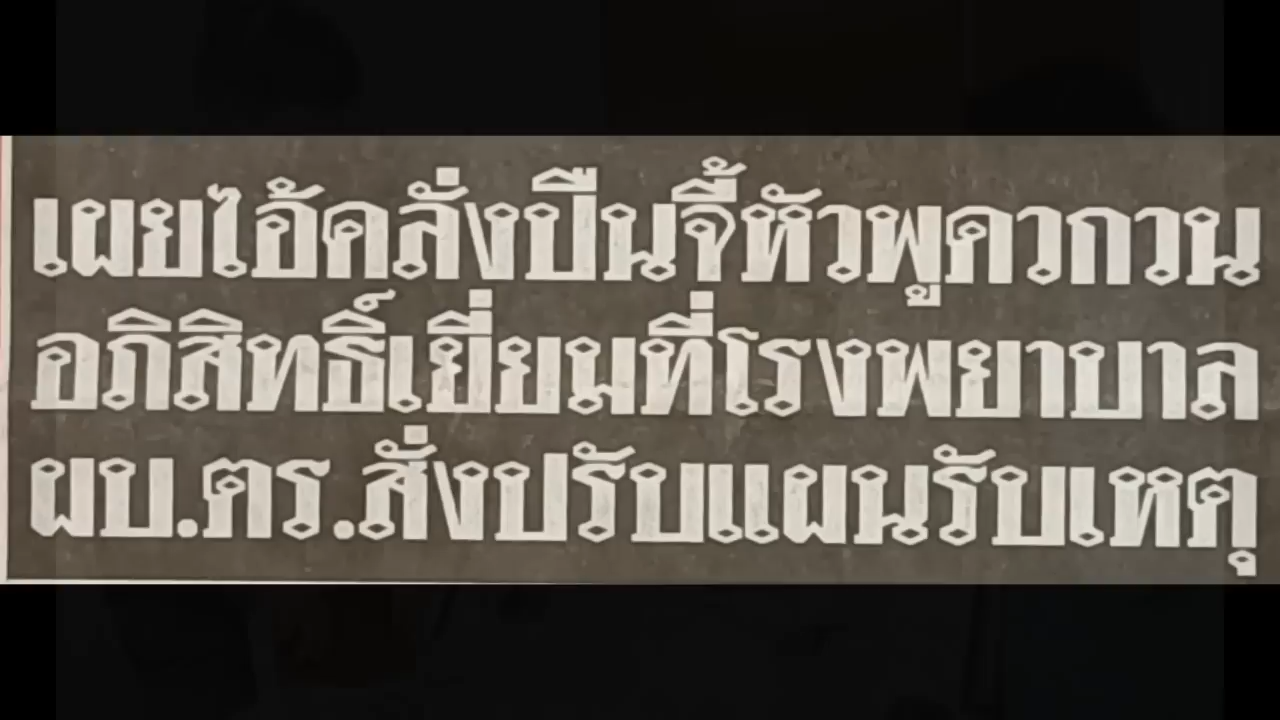 เผยไอ้คลั่งปืนจี้หัวพูดวกวน
อภิสิทธิ์เยี่ยมที่โรงพยาบาล
ผบ.ตร.สั่งปรับแผนรับเหตุ